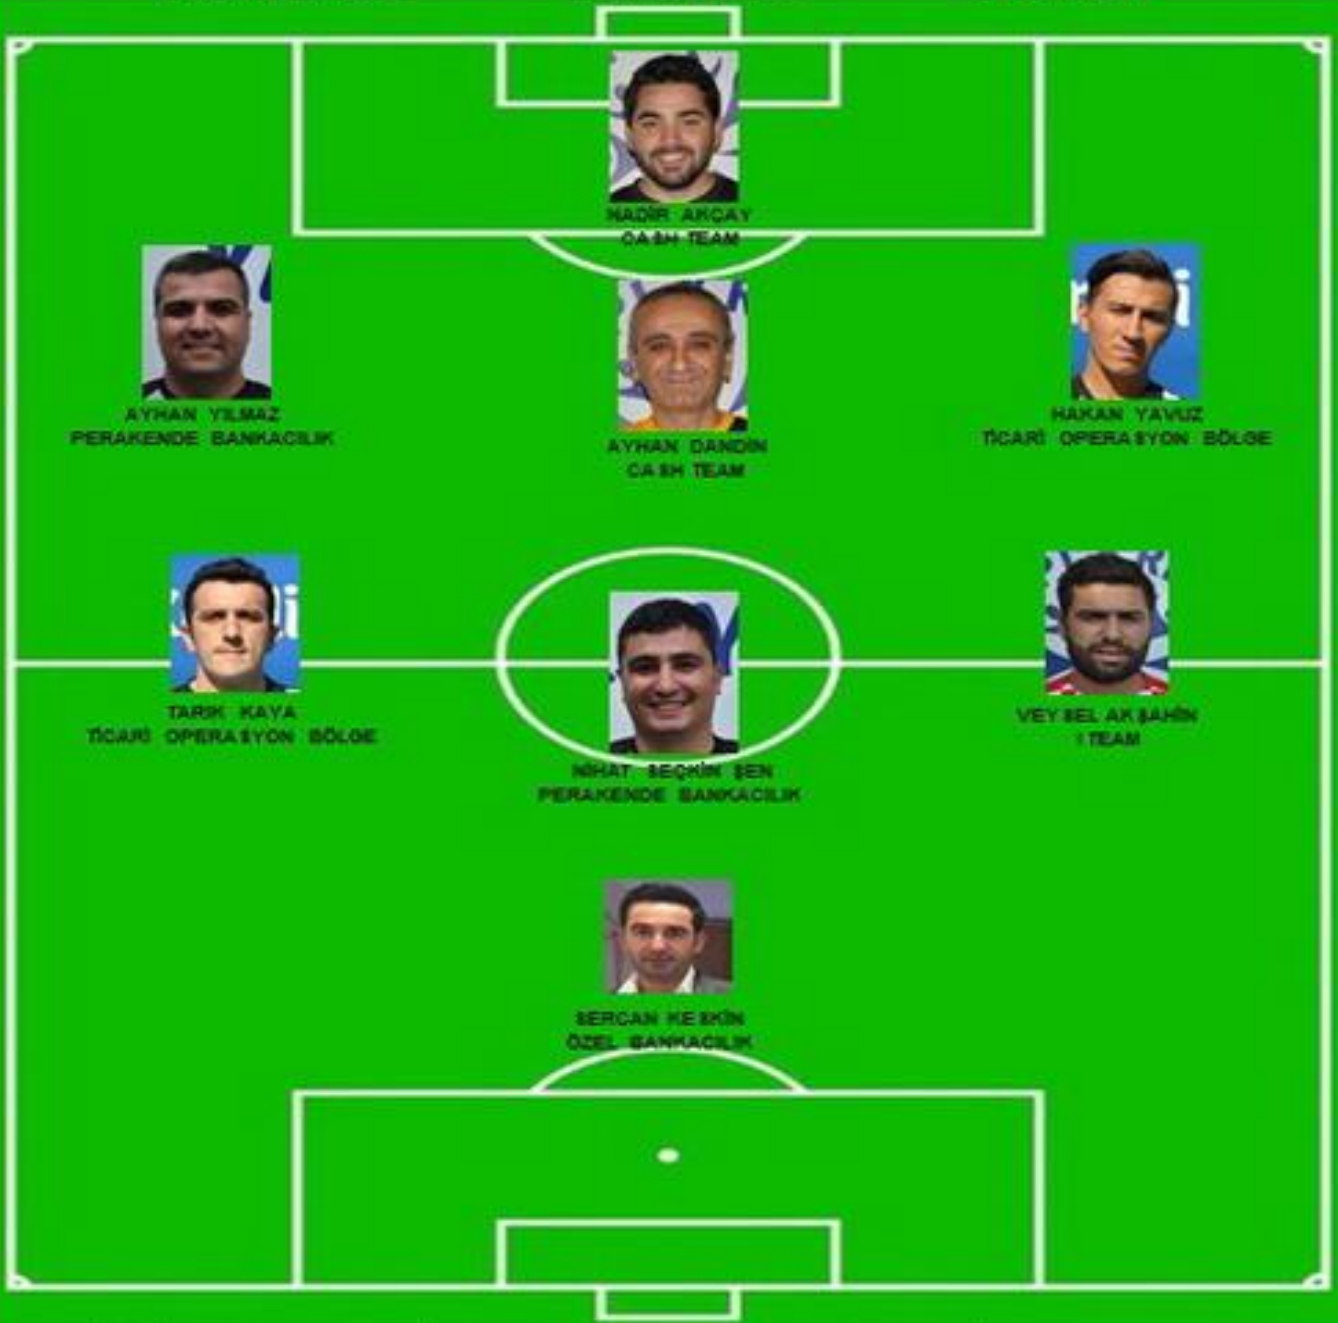 NADİR AKÇAY
CASH TEAM
AYHAN YILMAZ
PERAKENDE BANKACILIK
AYHAN DANDİN
CASH TEAM
HAKAN YAVUZ
TİCARİ OPERASYON BÖLGE
TARIK KAYA
TİCARİ OPERASYON BÖLGE
NİHAT SEÇKİN ŞEN
PERAKENDE BANKACILIK
VEYSEL AKŞAHİN
I TEAM
SERCAN KESKİN
ÖZEL BANKACILIK